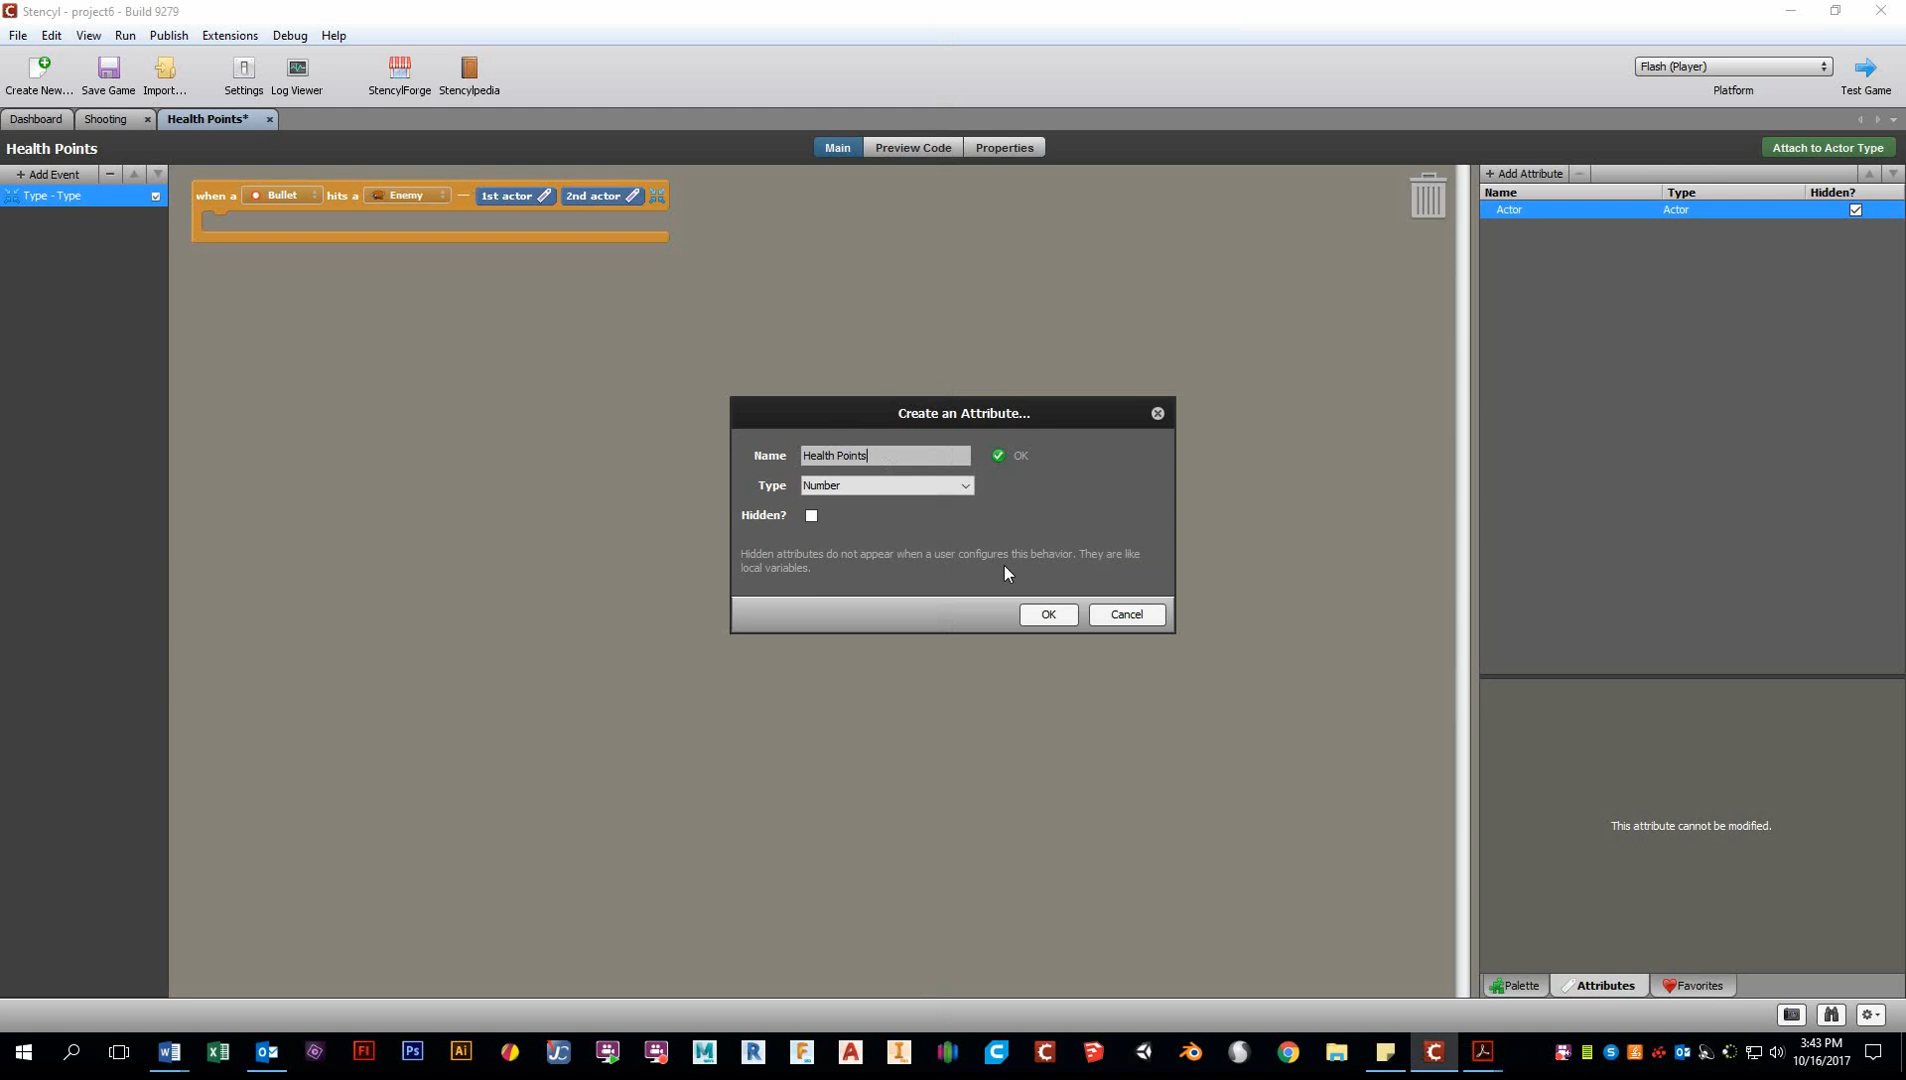 Stencyl - project6 - Build 9279
File Edit View Run Publish Extensions Debug Help
Create New... Save Game Import... Settings Log Viewer StencylForge Stencylpedia
Flash (Player)
Platform
Test Game
Dashboard Shooting Health Points*
Health Points
Main Preview Code Properties
Attach to Actor Type
+ Add Event
Type - Type
when a Bullet hits a Enemy — 1st actor 2nd actor
+ Add Attribute
Name Type Hidden?
Actor Actor
Create an Attribute...
Name Health Points OK
Type Number
Hidden?
Hidden attributes do not appear when a user configures this behavior. They are like
local variables.
OK Cancel
This attribute cannot be modified.
Palette Attributes Favorites
3:43 PM
10/16/2017